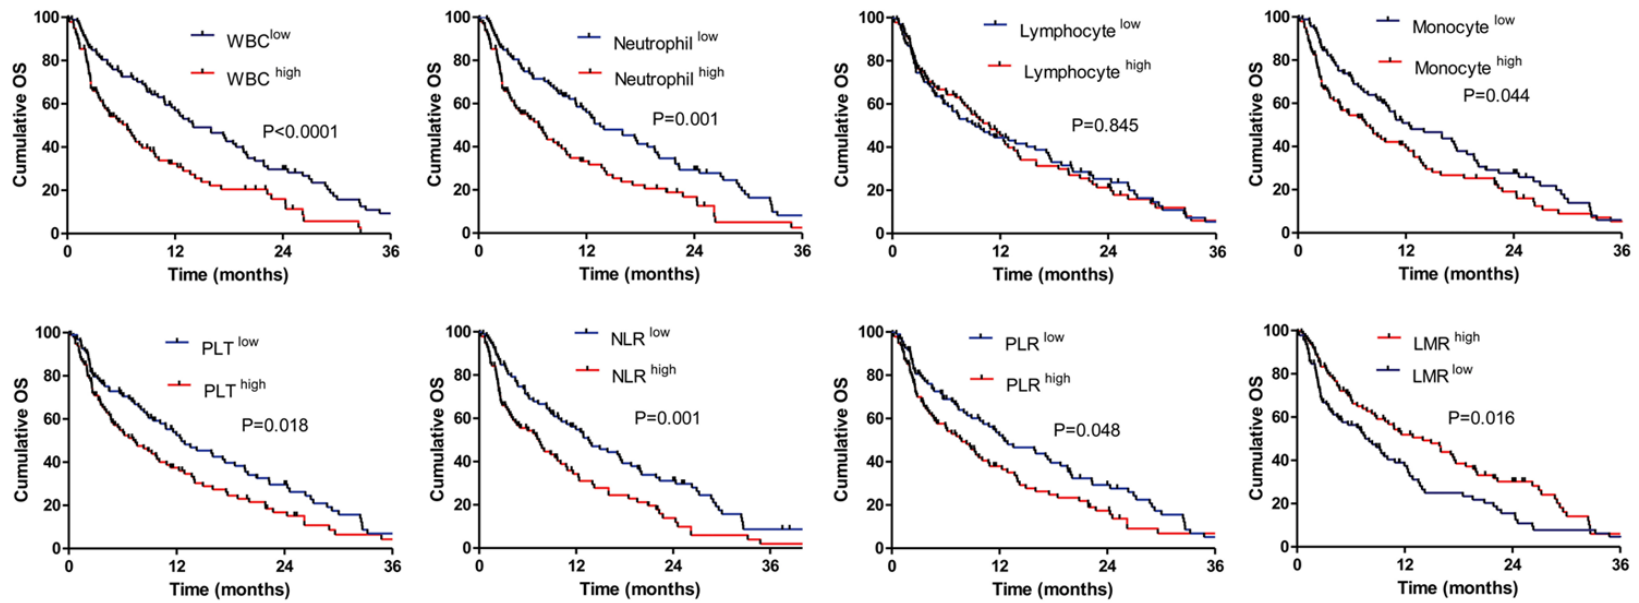 100
80
60
40
20
0
Cumulative OS
WBC low
WBC high
P<0.0001
0 12 24 36
Time (months)
100
80
60
40
20
0
Cumulative OS
Neutrophil low
Neutrophil high
P=0.001
0 12 24 36
Time (months)
100
80
60
40
20
0
Cumulative OS
Lymphocyte low
Lymphocyte high
P=0.845
0 12 24 36
Time (months)
100
80
60
40
20
0
Cumulative OS
Monocyte low
Monocyte high
P=0.044
0 12 24 36
Time (months)
100
80
60
40
20
0
Cumulative OS
PLT low
PLT high
P=0.018
0 12 24 36
Time (months)
100
80
60
40
20
0
Cumulative OS
NLR low
NLR high
P=0.001
0 12 24 36
Time (months)
100
80
60
40
20
0
Cumulative OS
PLR low
PLR high
P=0.048
0 12 24 36
Time (months)
100
80
60
40
20
0
Cumulative OS
LMR high
LMR low
P=0.016
0 12 24 36
Time (months)